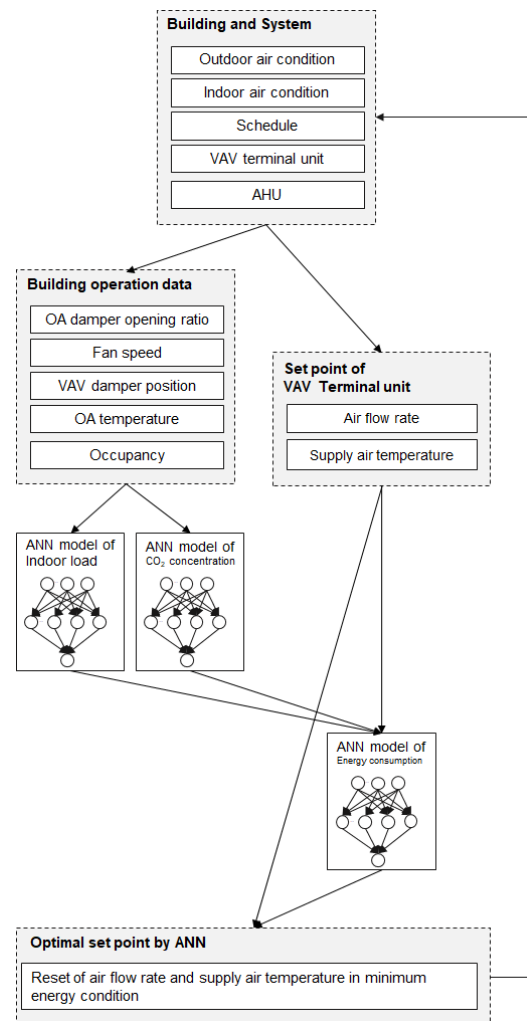 Building and System
Outdoor air condition
Indoor air condition
Schedule
VAV terminal unit
AHU
Building operation data
OA damper opening ratio
Fan speed
VAV damper position
OA temperature
Occupancy
Set point of
VAV Terminal unit
Air flow rate
Supply air temperature
ANN model of
Indoor load
ANN model of
CO₂ concentration
ANN model of
Energy consumption
Optimal set point by ANN
Reset of air flow rate and supply air temperature in minimum
energy condition